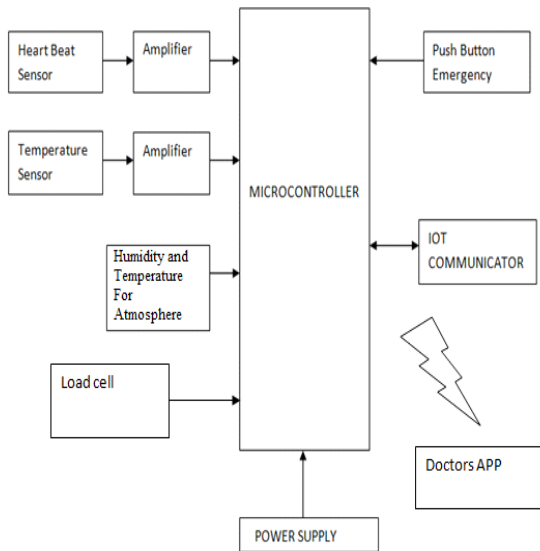 Heart Beat
Sensor
Amplifier
Push Button
Emergency
Temperature
Sensor
Amplifier
MICROCONTROLLER
IOT
COMMUNICATOR
Humidity and
Temperature
For
Atmosphere
Load cell
Doctors APP
POWER SUPPLY